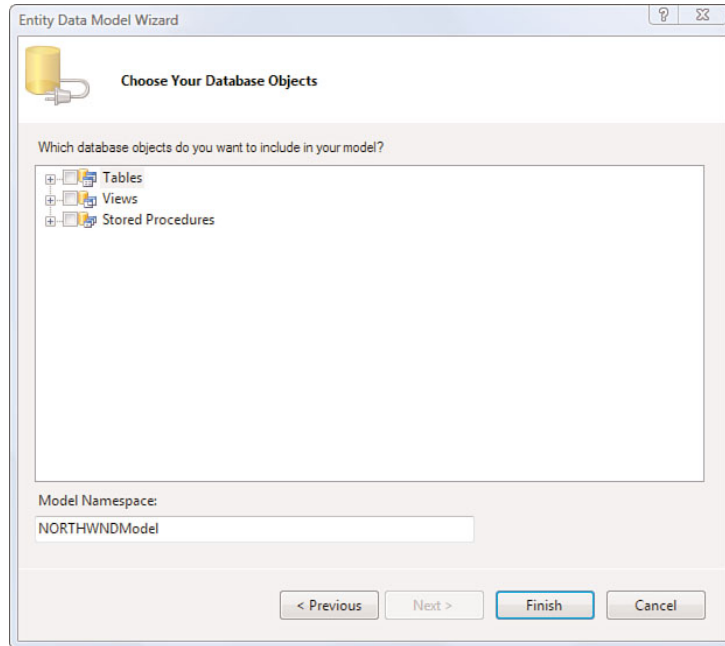 Entity Data Model Wizard
?
Choose Your Database Objects
Which database objects do you want to include in your model?
Tables
Views
Stored Procedures
Model Namespace:
NORTHWNDModel
< Previous Next > Finish Cancel